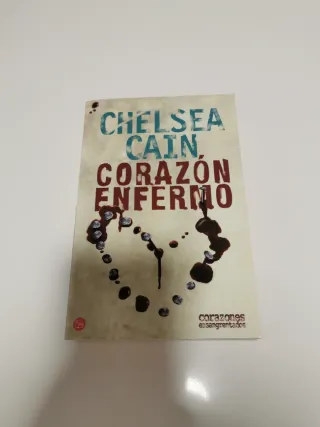 CHELSEA
CAIN
CORAZÓN
ENFERMO
corazones
ensangrentados